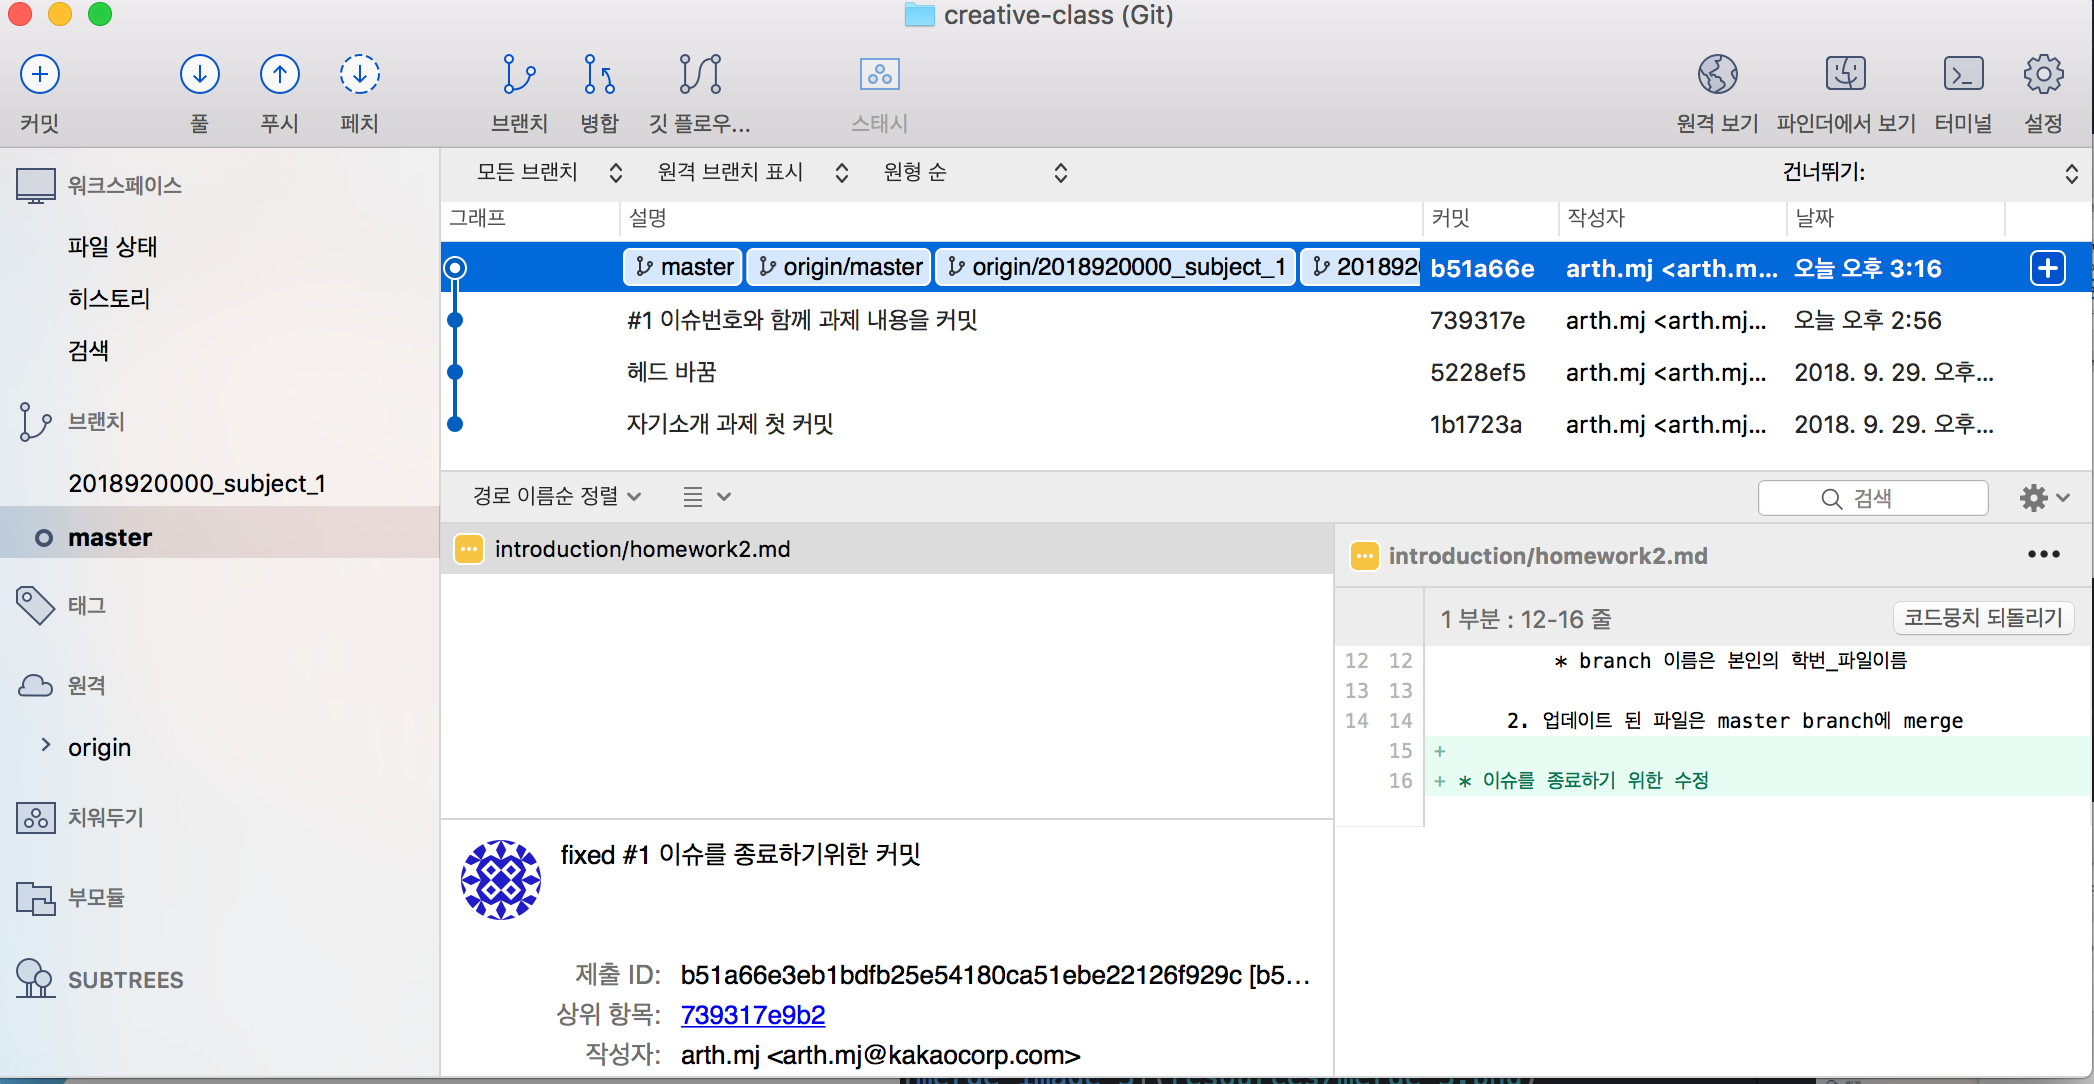 creative-class (Git)
커밋 풀 푸시 페치 브랜치 병합 깃 플로우... 스태시 원격 보기 파인더에서 보기 터미널 설정
워크스페이스
파일 상태
히스토리
검색
브랜치
2018920000_subject_1
master
태그
원격
origin
치워두기
부모듈
SUBTREES
모든 브랜치 원격 브랜치 표시 원형 순 건너뛰기:
그래프 설명 커밋 작성자 날짜
master origin/master origin/2018920000_subject_1 201892 b51a66e arth.mj <arth.m... 오늘 오후 3:16
#1 이슈번호와 함께 과제 내용을 커밋 739317e arth.mj <arth.mj... 오늘 오후 2:56
헤드 바꿈 5228ef5 arth.mj <arth.mj... 2018. 9. 29. 오후...
자기소개 과제 첫 커밋 1b1723a arth.mj <arth.mj... 2018. 9. 29. 오후...
경로 이름순 정렬 검색
introduction/homework2.md
fixed #1 이슈를 종료하기위한 커밋
제출 ID: b51a66e3eb1bdfb25e54180ca51ebe22126f929c [b5...
상위 항목: 739317e9b2
작성자: arth.mj <arth.mj@kakaocorp.com>
introduction/homework2.md
1 부분 : 12-16 줄 코드뭉치 되돌리기
12 12 * branch 이름은 본인의 학번_파일이름
13 13
14 14 2. 업데이트 된 파일은 master branch에 merge
15 +
16 + * 이슈를 종료하기 위한 수정